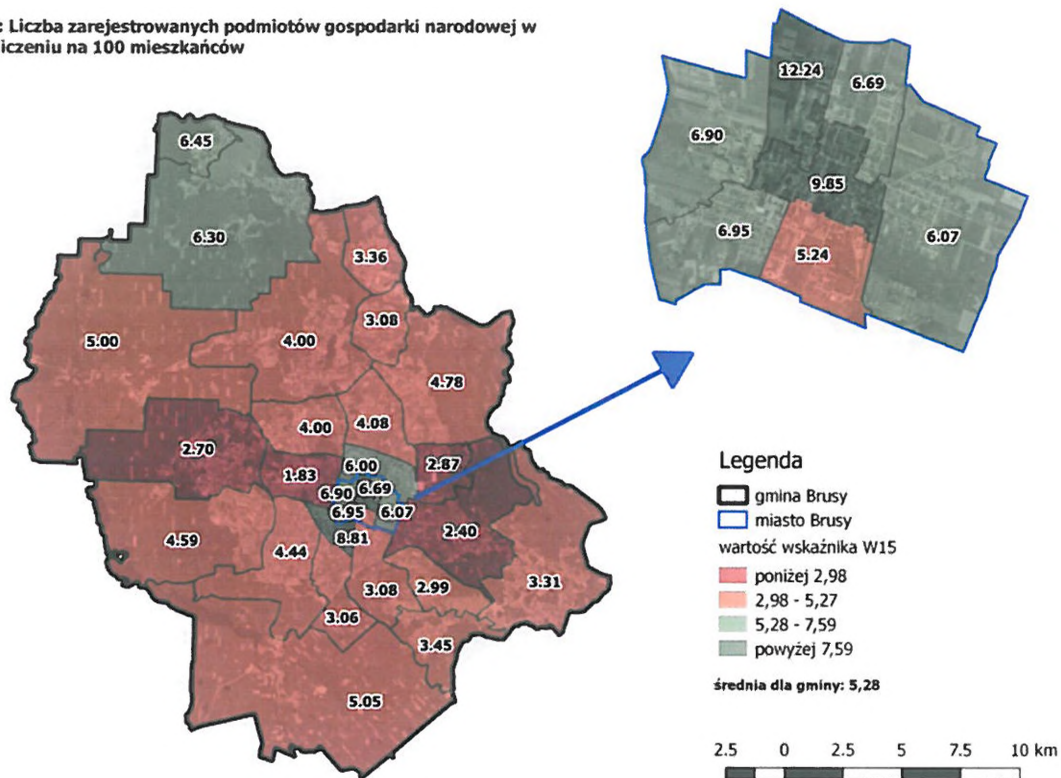 : Liczba zarejestrowanych podmiotów gospodarki narodowej w
iczeniu na 100 mieszkańców
12.24
6.69
6.90
9.85
6.95
6.07
5.24
6.45
6.30
3.36
3.08
5.00
4.00
4.78
4.00
4.08
2.70
6.00
2.87
1.83
6.90
6.69
6.95
6.07
8.81
2.40
4.59
4.44
3.08
2.99
3.31
3.06
3.45
5.05
Legenda
gmina Brusy
miasto Brusy
wartość wskaźnika W15
poniżej 2,98
2,98 - 5,27
5,28 - 7,59
powyżej 7,59
średnia dla gminy: 5,28
2.5 0 2.5 5 7.5 10 km